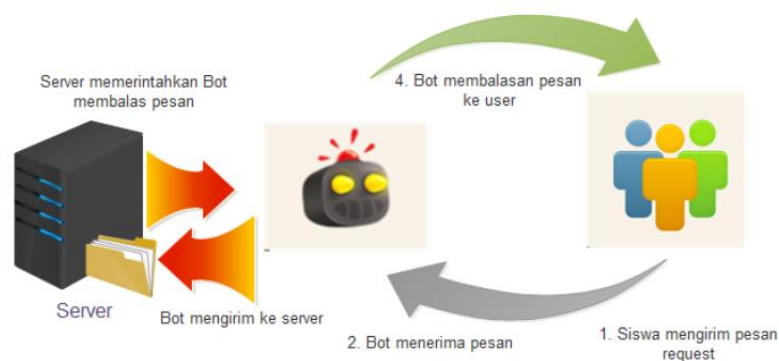 Server memerintahkan Bot
membalas pesan
4. Bot membalasan pesan
ke user
Server
Bot mengirim ke server
2. Bot menerima pesan
1. Siswa mengirim pesan
request